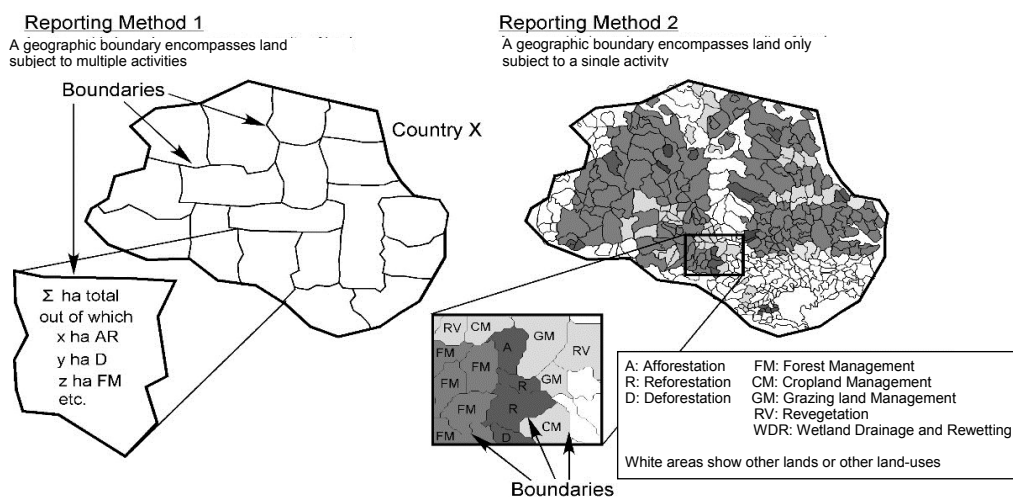 Reporting Method 1
A geographic boundary encompasses land
subject to multiple activities
Boundaries
Country X
Σ ha total
out of which
x ha AR
y ha D
z ha FM
etc.
Reporting Method 2
A geographic boundary encompasses land only
subject to a single activity
RV
CM
GM
A
RV
FM
FM
FM
FM
GM
R
FM
R
CM
FM
FM
D
Boundaries
A: Afforestation FM: Forest Management
R: Reforestation CM: Cropland Management
D: Deforestation GM: Grazing land Management
RV: Revegetation
WDR: Wetland Drainage and Rewetting
White areas show other lands or other land-uses